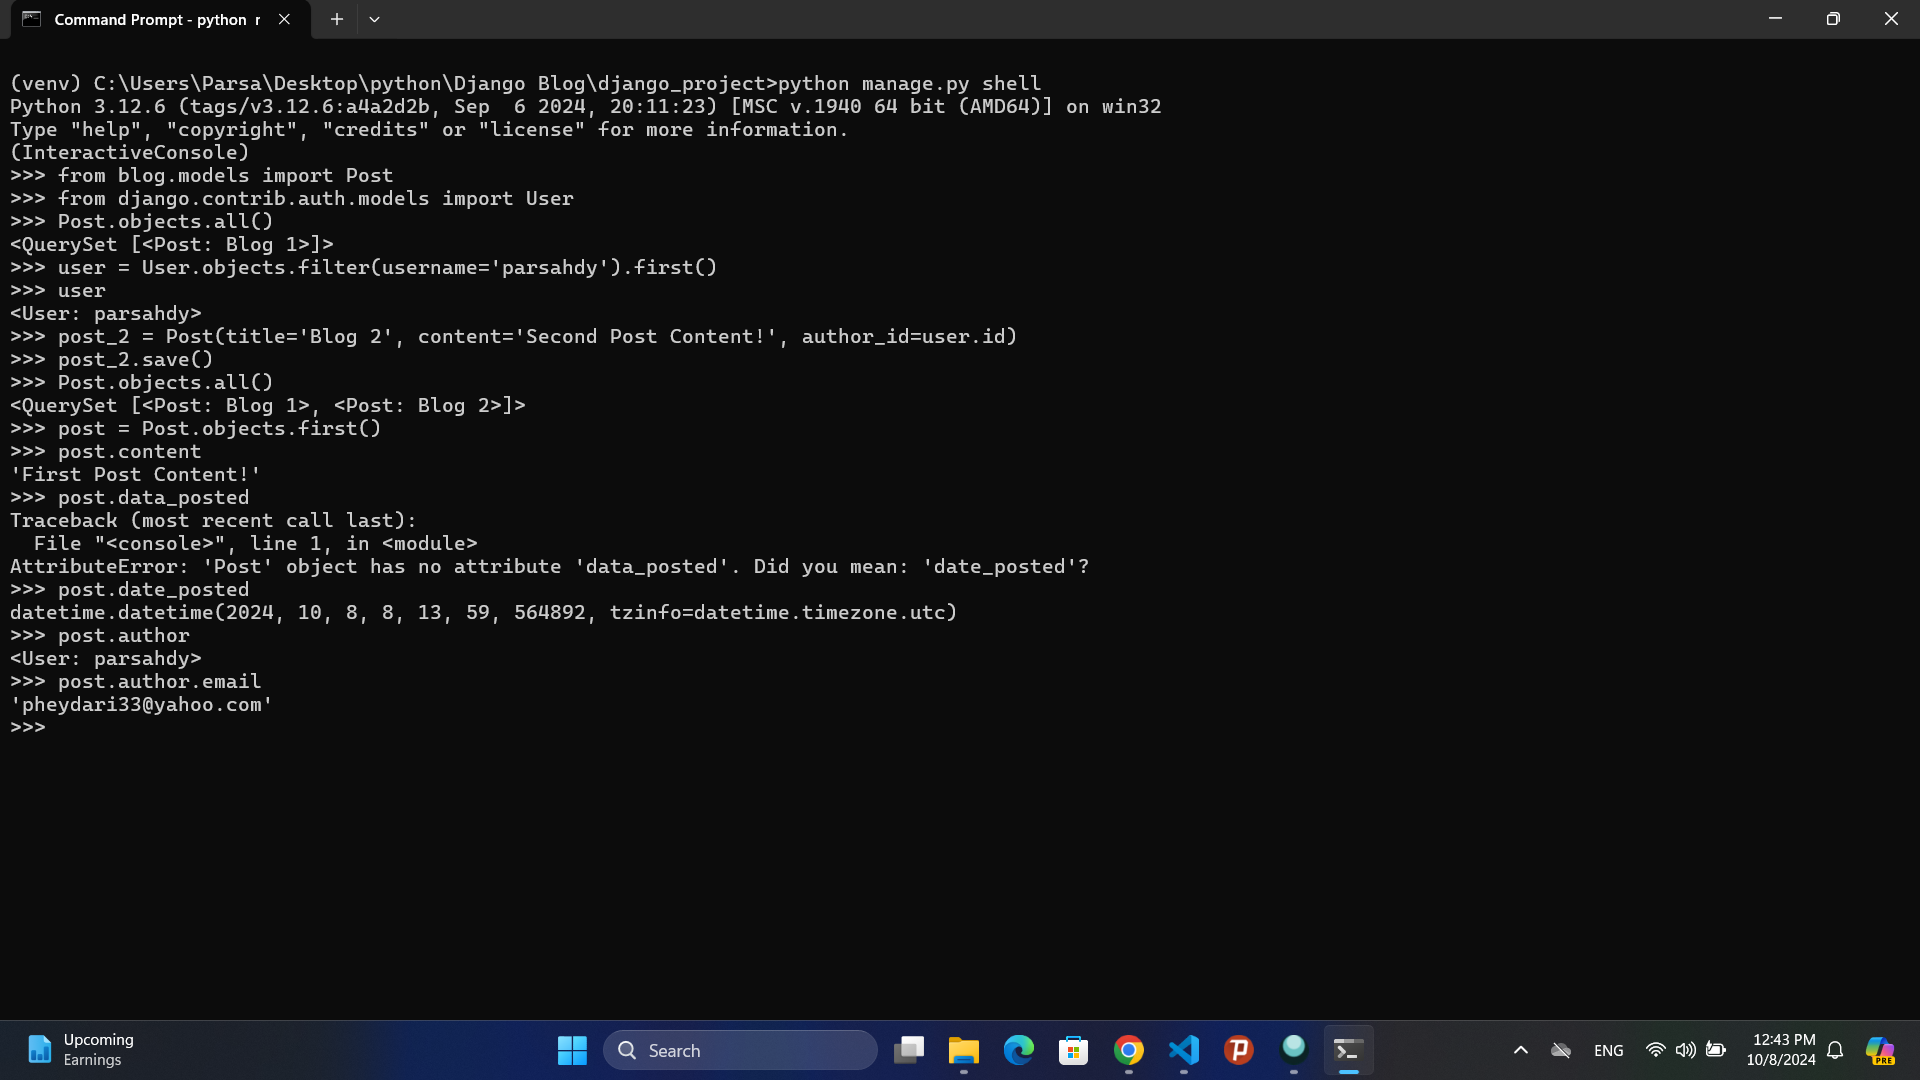 Command Prompt - python
(venv) C:\Users\Parsa\Desktop\python\Django Blog\django_project>python manage.py shell
Python 3.12.6 (tags/v3.12.6:a4a2d2b, Sep  6 2024, 20:11:23) [MSC v.1940 64 bit (AMD64)] on win32
Type "help", "copyright", "credits" or "license" for more information.
(InteractiveConsole)
>>> from blog.models import Post
>>> from django.contrib.auth.models import User
>>> Post.objects.all()
<QuerySet [<Post: Blog 1>]>
>>> user = User.objects.filter(username='parsahdy').first()
>>> user
<User: parsahdy>
>>> post_2 = Post(title='Blog 2', content='Second Post Content!', author_id=user.id)
>>> post_2.save()
>>> Post.objects.all()
<QuerySet [<Post: Blog 1>, <Post: Blog 2>]>
>>> post = Post.objects.first()
>>> post.content
'First Post Content!'
>>> post.data_posted
Traceback (most recent call last):
  File "<console>", line 1, in <module>
AttributeError: 'Post' object has no attribute 'data_posted'. Did you mean: 'date_posted'?
>>> post.date_posted
datetime.datetime(2024, 10, 8, 8, 13, 59, 564892, tzinfo=datetime.timezone.utc)
>>> post.author
<User: parsahdy>
>>> post.author.email
'pheydari33@yahoo.com'
>>>
Upcoming
Earnings
Search
ENG
12:43 PM
10/8/2024
PRE